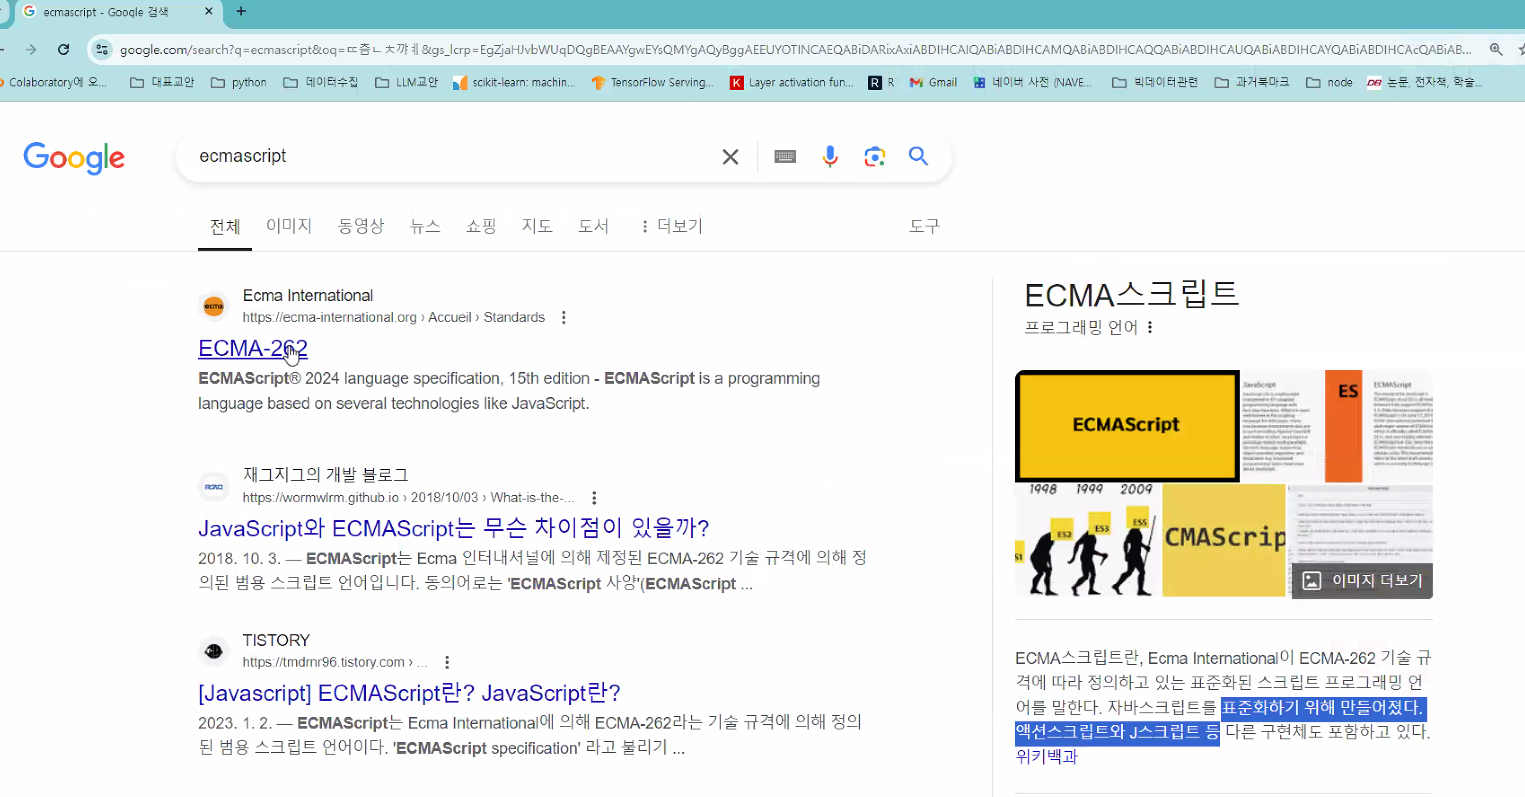 ecmascript - Google 검색
google.com/search?q=ecmascript&oq=ㄸ츰ㄴㅊ꺄ㅔ&gs_lcrp=EgZjaHJvbWUqDQgBEAAYgwEYsQMYgAQyBggAEEUYOTINCAEQABiDARixAxiABDIHCAIQABiABDIHCAMQABiABDIHCAQQABiABDIHCAUQABiABDIHCAYQABiABDIHCAcQABiAB...
Colaboratory에 오... 대표교안 python 데이터수집 LLM교안 scikit-learn: machin... TensorFlow Serving... Layer activation fun... R Gmail 네이버 사전 (NAVE... 빅데이터관련 과거북마크 node 논문, 전자책, 학술...
Google ecmascript
전체 이미지 동영상 뉴스 쇼핑 지도 도서 더보기 도구
Ecma International
https://ecma-international.org › Accueil › Standards
ECMA-262
ECMAScript® 2024 language specification, 15th edition - ECMAScript is a programming
language based on several technologies like JavaScript.
재그지그의 개발 블로그
https://wormwlrm.github.io › 2018/10/03 › What-is-the-...
JavaScript와 ECMAScript는 무슨 차이점이 있을까?
2018. 10. 3. — ECMAScript는 Ecma 인터내셔널에 의해 제정된 ECMA-262 기술 규격에 의해 정
의된 범용 스크립트 언어입니다. 동의어로는 'ECMAScript 사양'(ECMAScript ...
TISTORY
https://tmdrnr96.tistory.com › ...
[Javascript] ECMAScript란? JavaScript란?
2023. 1. 2. — ECMAScript는 Ecma International에 의해 ECMA-262라는 기술 규격에 의해 정의
된 범용 스크립트 언어이다. 'ECMAScript specification' 라고 불리기 ...
ECMA스크립트
프로그래밍 언어
ECMAScript
JavaScript
ES
ECMAScript
1998 1999 2009
ES2 ES3 ES5
CMAScrip
이미지 더보기
ECMA스크립트란, Ecma International이 ECMA-262 기술 규
격에 따라 정의하고 있는 표준화된 스크립트 프로그래밍 언
어를 말한다. 자바스크립트를 표준화하기 위해 만들어졌다.
액션스크립트와 J스크립트 등 다른 구현체도 포함하고 있다.
위키백과